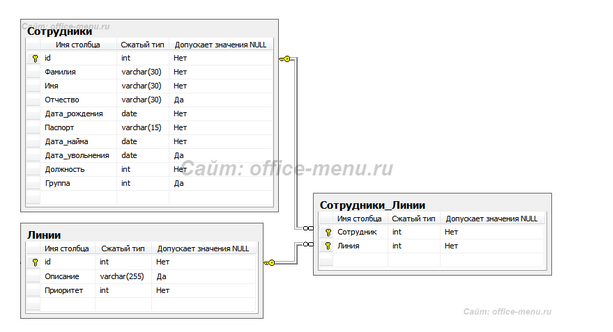 Сайт: office-menu.ru
Сотрудники
Имя столбца Сжатый тип Допускает значения NULL
id int Нет
Фамилия varchar(30) Нет
Имя varchar(30) Нет
Отчество varchar(30) Да
Дата_рождения date Нет
Паспорт varchar(15) Нет
Дата_найма date Нет
Дата_увольнения date Да
Должность int Нет
Группа int Да
Сайт: office-menu.ru
Сотрудники_Линии
Имя столбца Сжатый тип Допускает значения NULL
Сотрудник int Нет
Линия int Нет
Линии
Имя столбца Сжатый тип Допускает значения NULL
id int Нет
Описание varchar(255) Да
Приоритет int Нет
Сайт: office-menu.ru